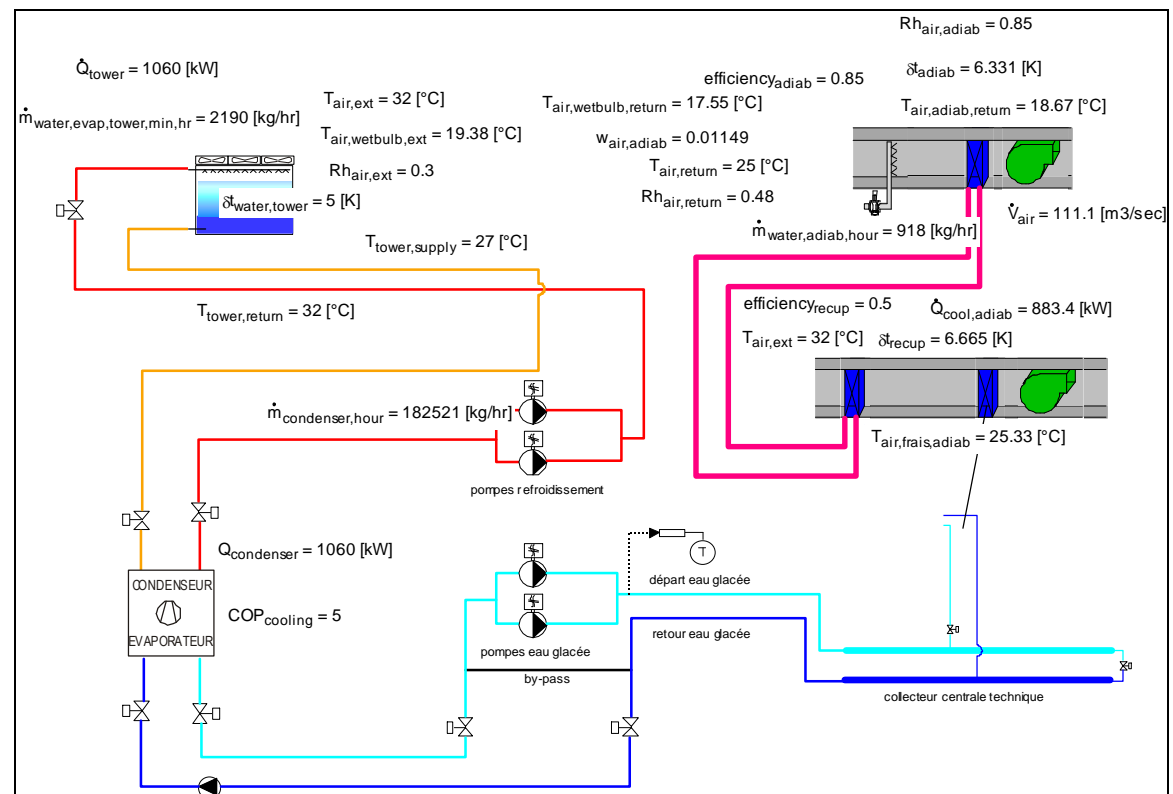 Rh_air,adiab = 0.85
Q̇_tower = 1060 [kW]
efficiency_adiab = 0.85
δt_adiab = 6.331 [K]
T_air,ext = 32 [°C]
T_air,wetbulb,return = 17.55 [°C]
T_air,adiab,return = 18.67 [°C]
ṁ_water,evap,tower,min,hr = 2190 [kg/hr]
T_air,wetbulb,ext = 19.38 [°C]
w_air,adiab = 0.01149
Rh_air,ext = 0.3
T_air,return = 25 [°C]
δt_water,tower = 5 [K]
Rh_air,return = 0.48
V̇_air = 111.1 [m3/sec]
ṁ_water,adiab,hour = 918 [kg/hr]
T_tower,supply = 27 [°C]
T_tower,return = 32 [°C]
efficiency_recup = 0.5
Q̇_cool,adiab = 883.4 [kW]
T_air,ext = 32 [°C]
δt_recup = 6.665 [K]
ṁ_condenser,hour = 182521 [kg/hr]
T_air,frais,adiab = 25.33 [°C]
pompes refroidissement
Q_condenser = 1060 [kW]
T
départ eau glacée
CONDENSEUR
COP_cooling = 5
EVAPORATEUR
pompes eau glacée
retour eau glacée
by-pass
collecteur centrale technique